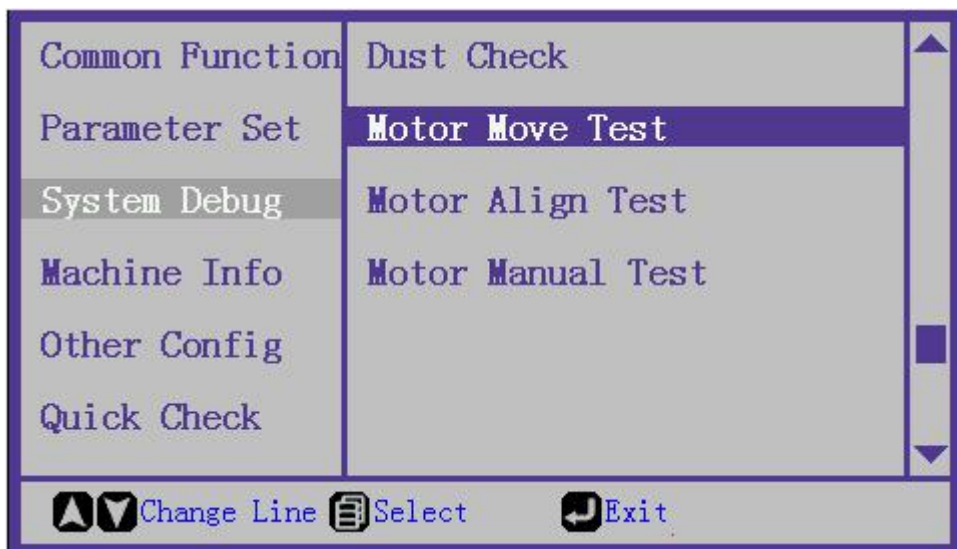 Common Function
Parameter Set
System Debug
Machine Info
Other Config
Quick Check
Dust Check
Motor Move Test
Motor Align Test
Motor Manual Test
Change Line Select Exit